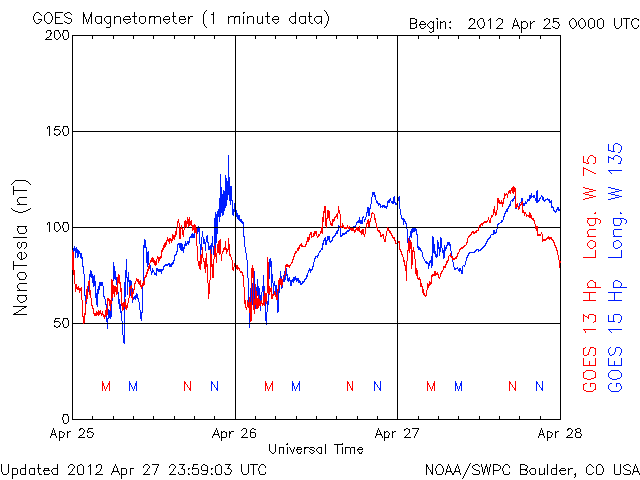 GOES Magnetometer (1 minute data)
Begin: 2012 Apr 25 0000 UTC
200
150
100
50
0
NanoTesla (nT)
M M N N M M N N M M N N
Apr 25 Apr 26 Apr 27 Apr 28
Universal Time
GOES 13 Hp Long. W 75
GOES 15 Hp Long. W 135
Updated 2012 Apr 27 23:59:03 UTC
NOAA/SWPC Boulder, CO USA